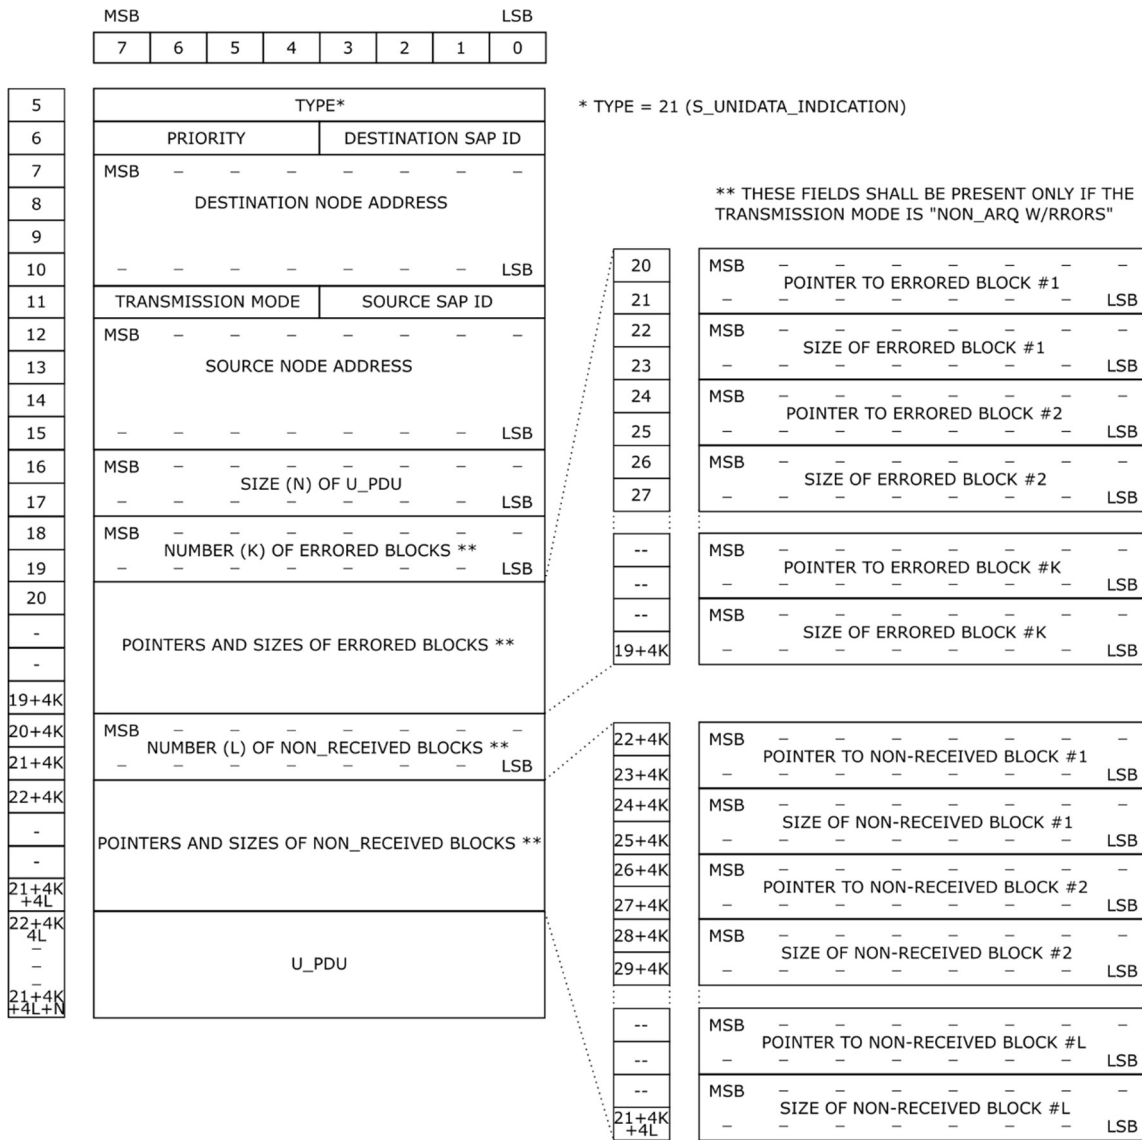 MSB LSB
7 6 5 4 3 2 1 0
5 TYPE*
* TYPE = 21 (S_UNIDATA_INDICATION)
6 PRIORITY DESTINATION SAP ID
7 MSB – – – – – – –
8 DESTINATION NODE ADDRESS
9
10 – – – – – – – LSB
11 TRANSMISSION MODE SOURCE SAP ID
12 MSB – – – – – – –
13 SOURCE NODE ADDRESS
14
15 – – – – – – – LSB
16 MSB – – – – – – –
SIZE (N) OF U_PDU
17 – – – – – – – LSB
18 MSB – – – – – – –
NUMBER (K) OF ERRORED BLOCKS **
19 – – – – – – – LSB
20
-
POINTERS AND SIZES OF ERRORED BLOCKS **
-
19+4K
20+4K MSB – – – – – – –
NUMBER (L) OF NON_RECEIVED BLOCKS **
21+4K – – – – – – – LSB
22+4K
-
POINTERS AND SIZES OF NON_RECEIVED BLOCKS **
-
21+4K
+4L
22+4K
4L
–
–
U_PDU
–
21+4K
+4L+N
** THESE FIELDS SHALL BE PRESENT ONLY IF THE
TRANSMISSION MODE IS "NON_ARQ W/RRORS"
20 MSB – – – – – – –
POINTER TO ERRORED BLOCK #1
21 – – – – – – – LSB
22 MSB – – – – – – –
SIZE OF ERRORED BLOCK #1
23 – – – – – – – LSB
24 MSB – – – – – – –
POINTER TO ERRORED BLOCK #2
25 – – – – – – – LSB
26 MSB – – – – – – –
SIZE OF ERRORED BLOCK #2
27 – – – – – – – LSB
-- MSB – – – – – – –
POINTER TO ERRORED BLOCK #K
-- – – – – – – – LSB
-- MSB – – – – – – –
SIZE OF ERRORED BLOCK #K
19+4K – – – – – – – LSB
22+4K MSB – – – – – – –
POINTER TO NON-RECEIVED BLOCK #1
23+4K – – – – – – – LSB
24+4K MSB – – – – – – –
SIZE OF NON-RECEIVED BLOCK #1
25+4K – – – – – – – LSB
26+4K MSB – – – – – – –
POINTER TO NON-RECEIVED BLOCK #2
27+4K – – – – – – – LSB
28+4K MSB – – – – – – –
SIZE OF NON-RECEIVED BLOCK #2
29+4K – – – – – – – LSB
-- MSB – – – – – – –
POINTER TO NON-RECEIVED BLOCK #L
-- – – – – – – – LSB
-- MSB – – – – – – –
SIZE OF NON-RECEIVED BLOCK #L
21+4K
+4L – – – – – – – LSB